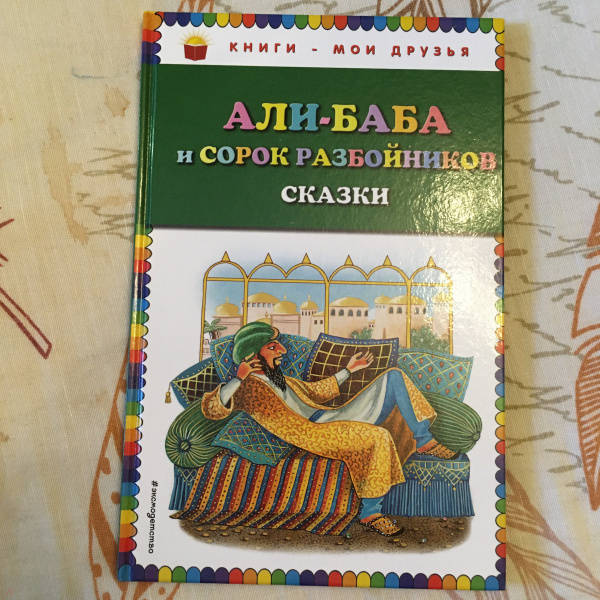 КНИГИ - МОИ ДРУЗЬЯ
АЛИ-БАБА
И СОРОК РАЗБОЙНИКОВ
СКАЗКИ
#эксмодетство